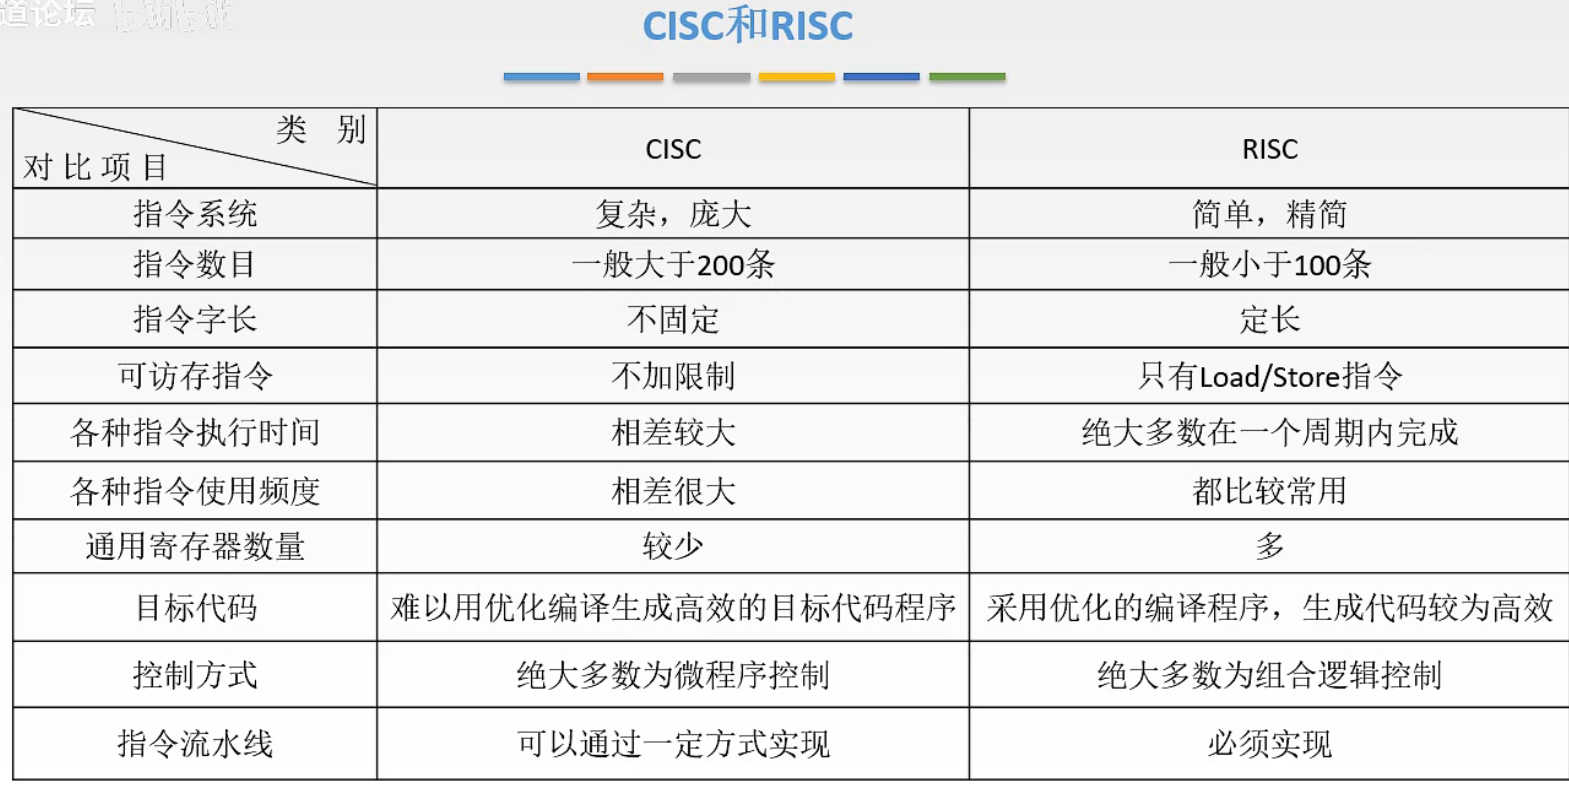 道论坛
CISC和RISC
类 别
对比项目
CISC
RISC
指令系统
复杂，庞大
简单，精简
指令数目
一般大于200条
一般小于100条
指令字长
不固定
定长
可访存指令
不加限制
只有Load/Store指令
各种指令执行时间
相差较大
绝大多数在一个周期内完成
各种指令使用频度
相差很大
都比较常用
通用寄存器数量
较少
多
目标代码
难以用优化编译生成高效的目标代码程序
采用优化的编译程序，生成代码较为高效
控制方式
绝大多数为微程序控制
绝大多数为组合逻辑控制
指令流水线
可以通过一定方式实现
必须实现